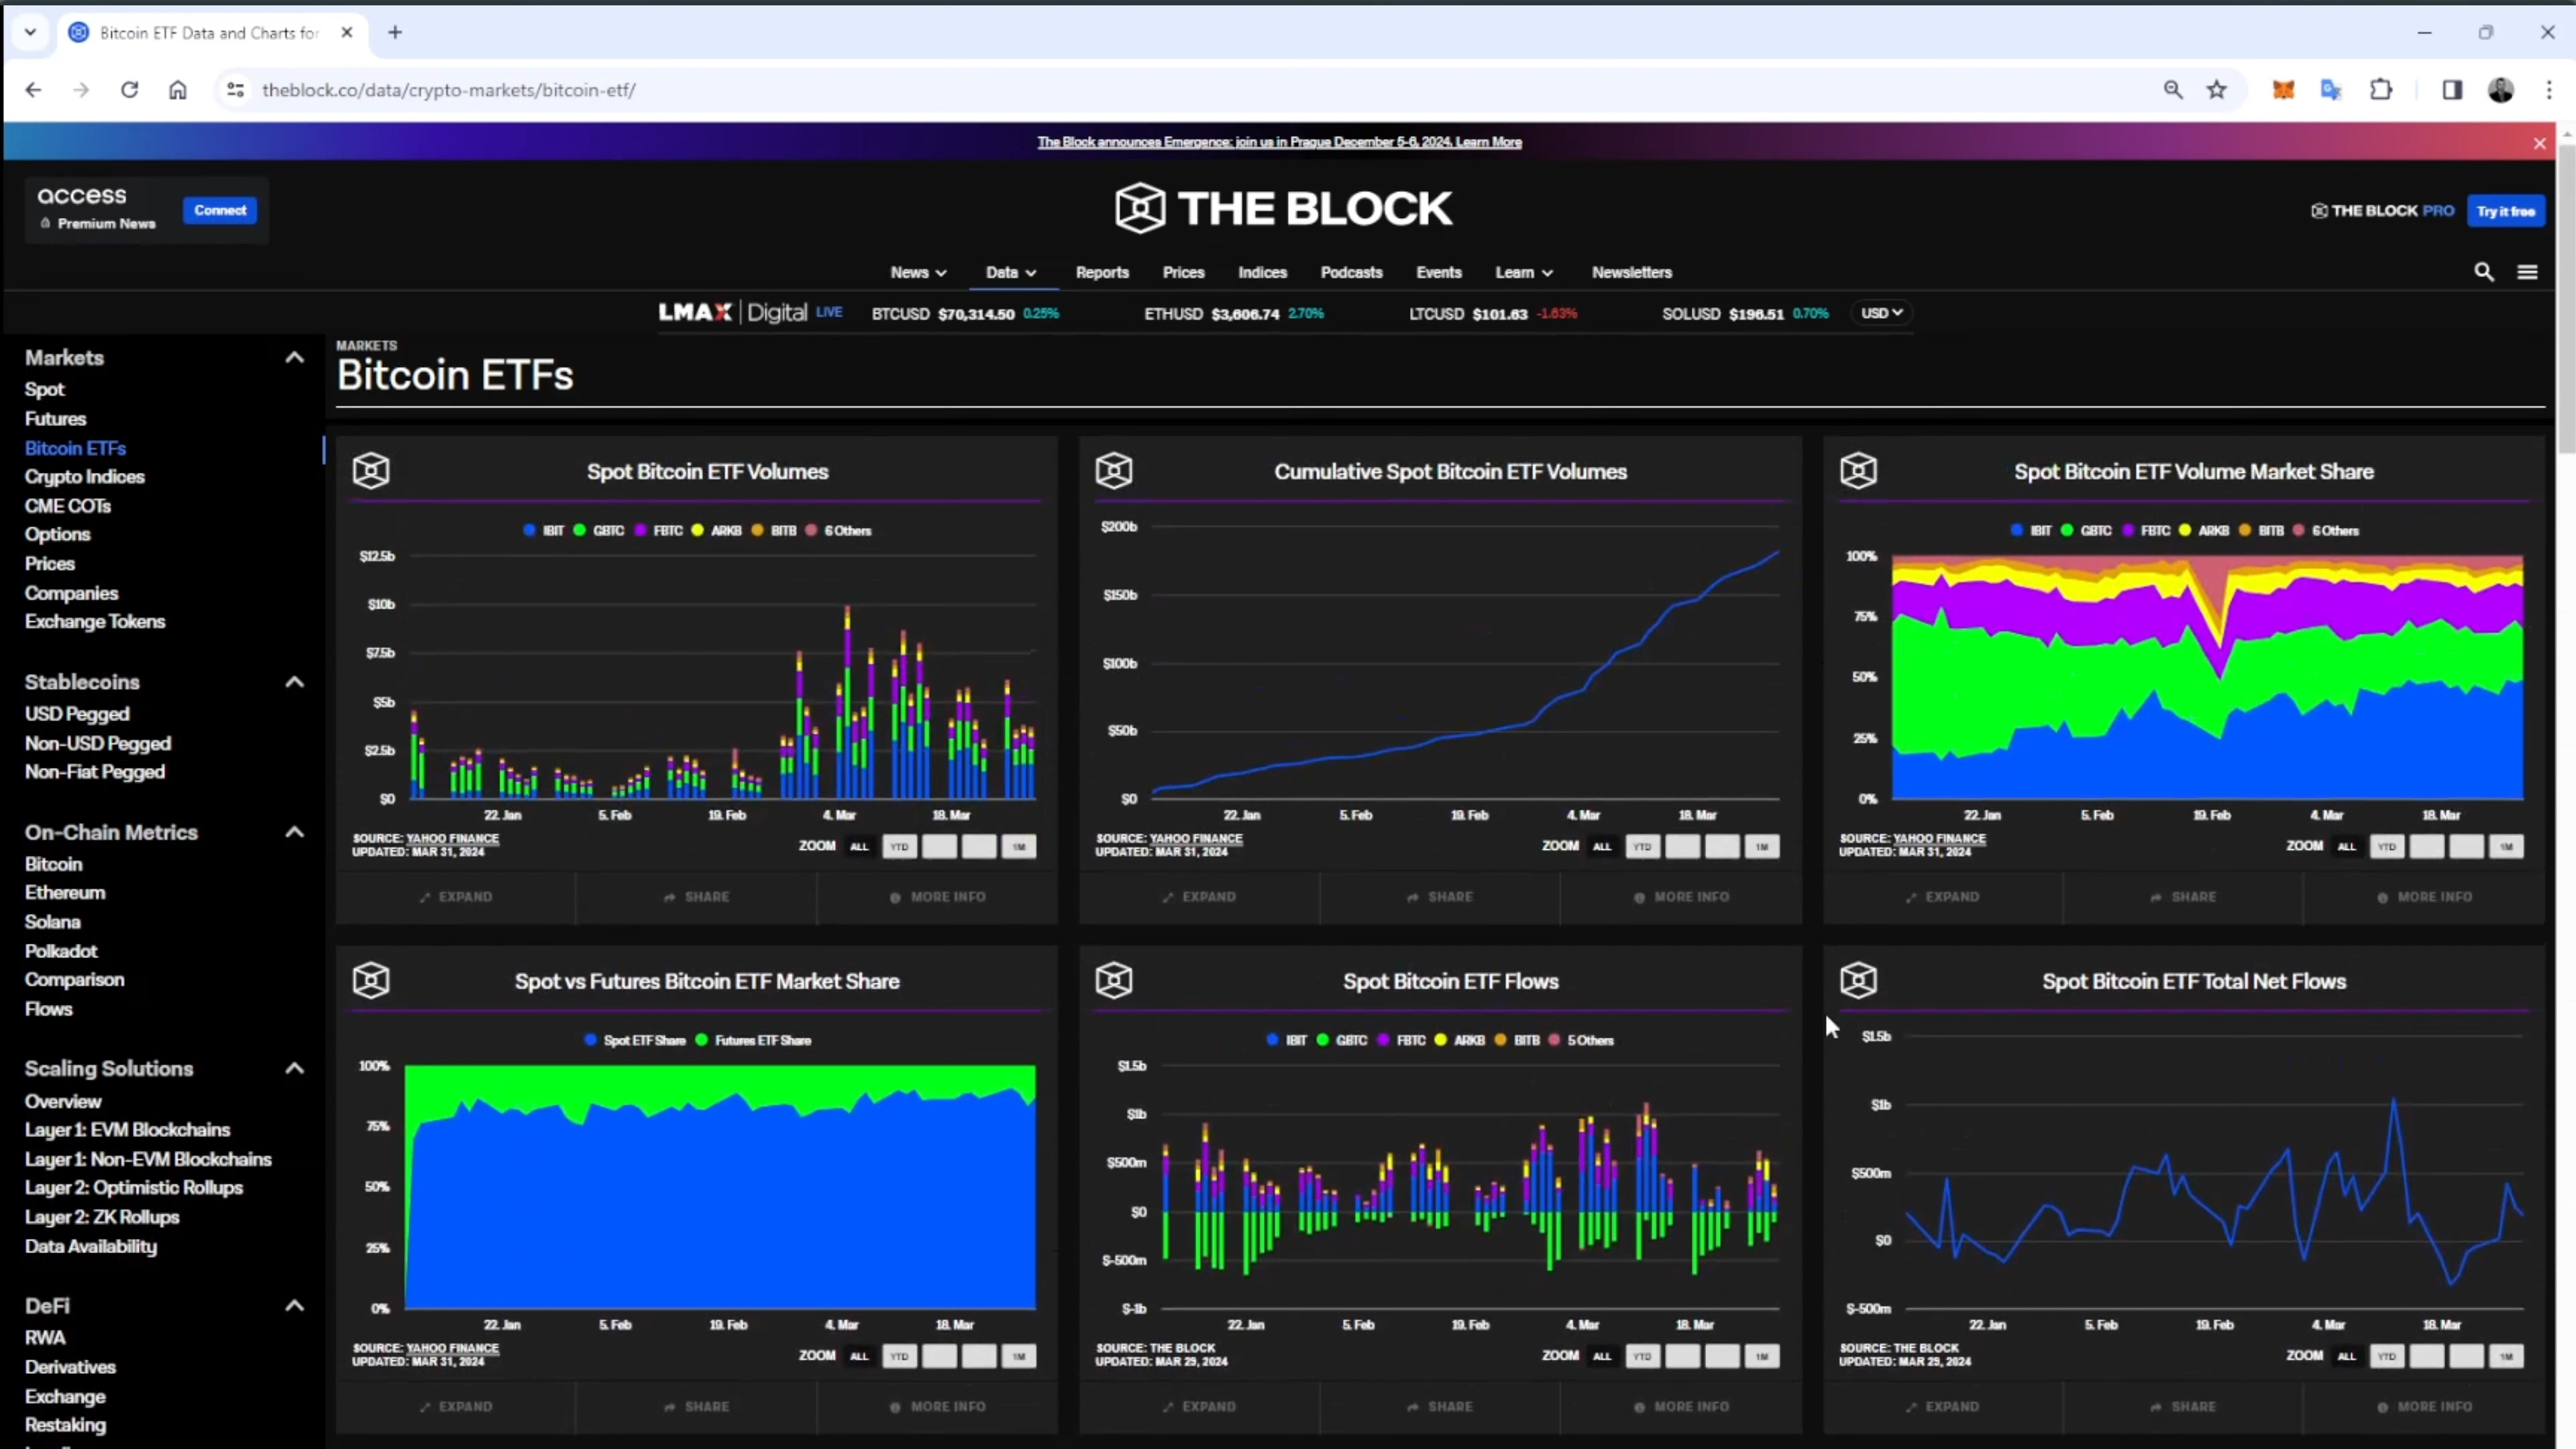 Bitcoin ETF Data and Charts for
theblock.co/data/crypto-markets/bitcoin-etf/
The Block announces Emergence: join us in Prague December 5-6, 2024. Learn More
access
Premium News
Connect
THE BLOCK
THE BLOCK PRO
Try it free
News Data Reports Prices Indices Podcasts Events Learn Newsletters
LMAX Digital LIVE BTCUSD $70,314.50 0.25% ETHUSD $3,606.74 2.70% LTCUSD $101.63 -1.63% SOLUSD $196.51 0.70% USD
Markets
Spot
Futures
Bitcoin ETFs
Crypto Indices
CME COTs
Options
Prices
Companies
Exchange Tokens
Stablecoins
USD Pegged
Non-USD Pegged
Non-Fiat Pegged
On-Chain Metrics
Bitcoin
Ethereum
Solana
Polkadot
Comparison
Flows
Scaling Solutions
Overview
Layer 1: EVM Blockchains
Layer 1: Non-EVM Blockchains
Layer 2: Optimistic Rollups
Layer 2: ZK Rollups
Data Availability
DeFi
RWA
Derivatives
Exchange
Restaking
MARKETS
Bitcoin ETFs
Spot Bitcoin ETF Volumes
IBIT GBTC FBTC ARKB BITB 6 Others
$12.5b
$10b
$7.5b
$5b
$2.5b
$0
22. Jan 5. Feb 19. Feb 4. Mar 18. Mar
SOURCE: YAHOO FINANCE
UPDATED: MAR 31, 2024
ZOOM ALL YTD 1M
EXPAND SHARE MORE INFO
Cumulative Spot Bitcoin ETF Volumes
$200b
$150b
$100b
$50b
$0
22. Jan 5. Feb 19. Feb 4. Mar 18. Mar
SOURCE: YAHOO FINANCE
UPDATED: MAR 31, 2024
ZOOM ALL YTD 1M
EXPAND SHARE MORE INFO
Spot Bitcoin ETF Volume Market Share
IBIT GBTC FBTC ARKB BITB 6 Others
100%
75%
50%
25%
0%
22. Jan 5. Feb 19. Feb 4. Mar 18. Mar
SOURCE: YAHOO FINANCE
UPDATED: MAR 31, 2024
ZOOM ALL YTD 1M
EXPAND SHARE MORE INFO
Spot vs Futures Bitcoin ETF Market Share
Spot ETF Share Futures ETF Share
100%
75%
50%
25%
0%
22. Jan 5. Feb 19. Feb 4. Mar 18. Mar
SOURCE: YAHOO FINANCE
UPDATED: MAR 31, 2024
ZOOM ALL YTD 1M
EXPAND SHARE MORE INFO
Spot Bitcoin ETF Flows
IBIT GBTC FBTC ARKB BITB 5 Others
$1.5b
$1b
$500m
$0
$-500m
$-1b
22. Jan 5. Feb 19. Feb 4. Mar 18. Mar
SOURCE: THE BLOCK
UPDATED: MAR 29, 2024
ZOOM ALL YTD 1M
EXPAND SHARE MORE INFO
Spot Bitcoin ETF Total Net Flows
$1.5b
$1b
$500m
$0
$-500m
22. Jan 5. Feb 19. Feb 4. Mar 18. Mar
SOURCE: THE BLOCK
UPDATED: MAR 29, 2024
ZOOM ALL YTD 1M
EXPAND SHARE MORE INFO